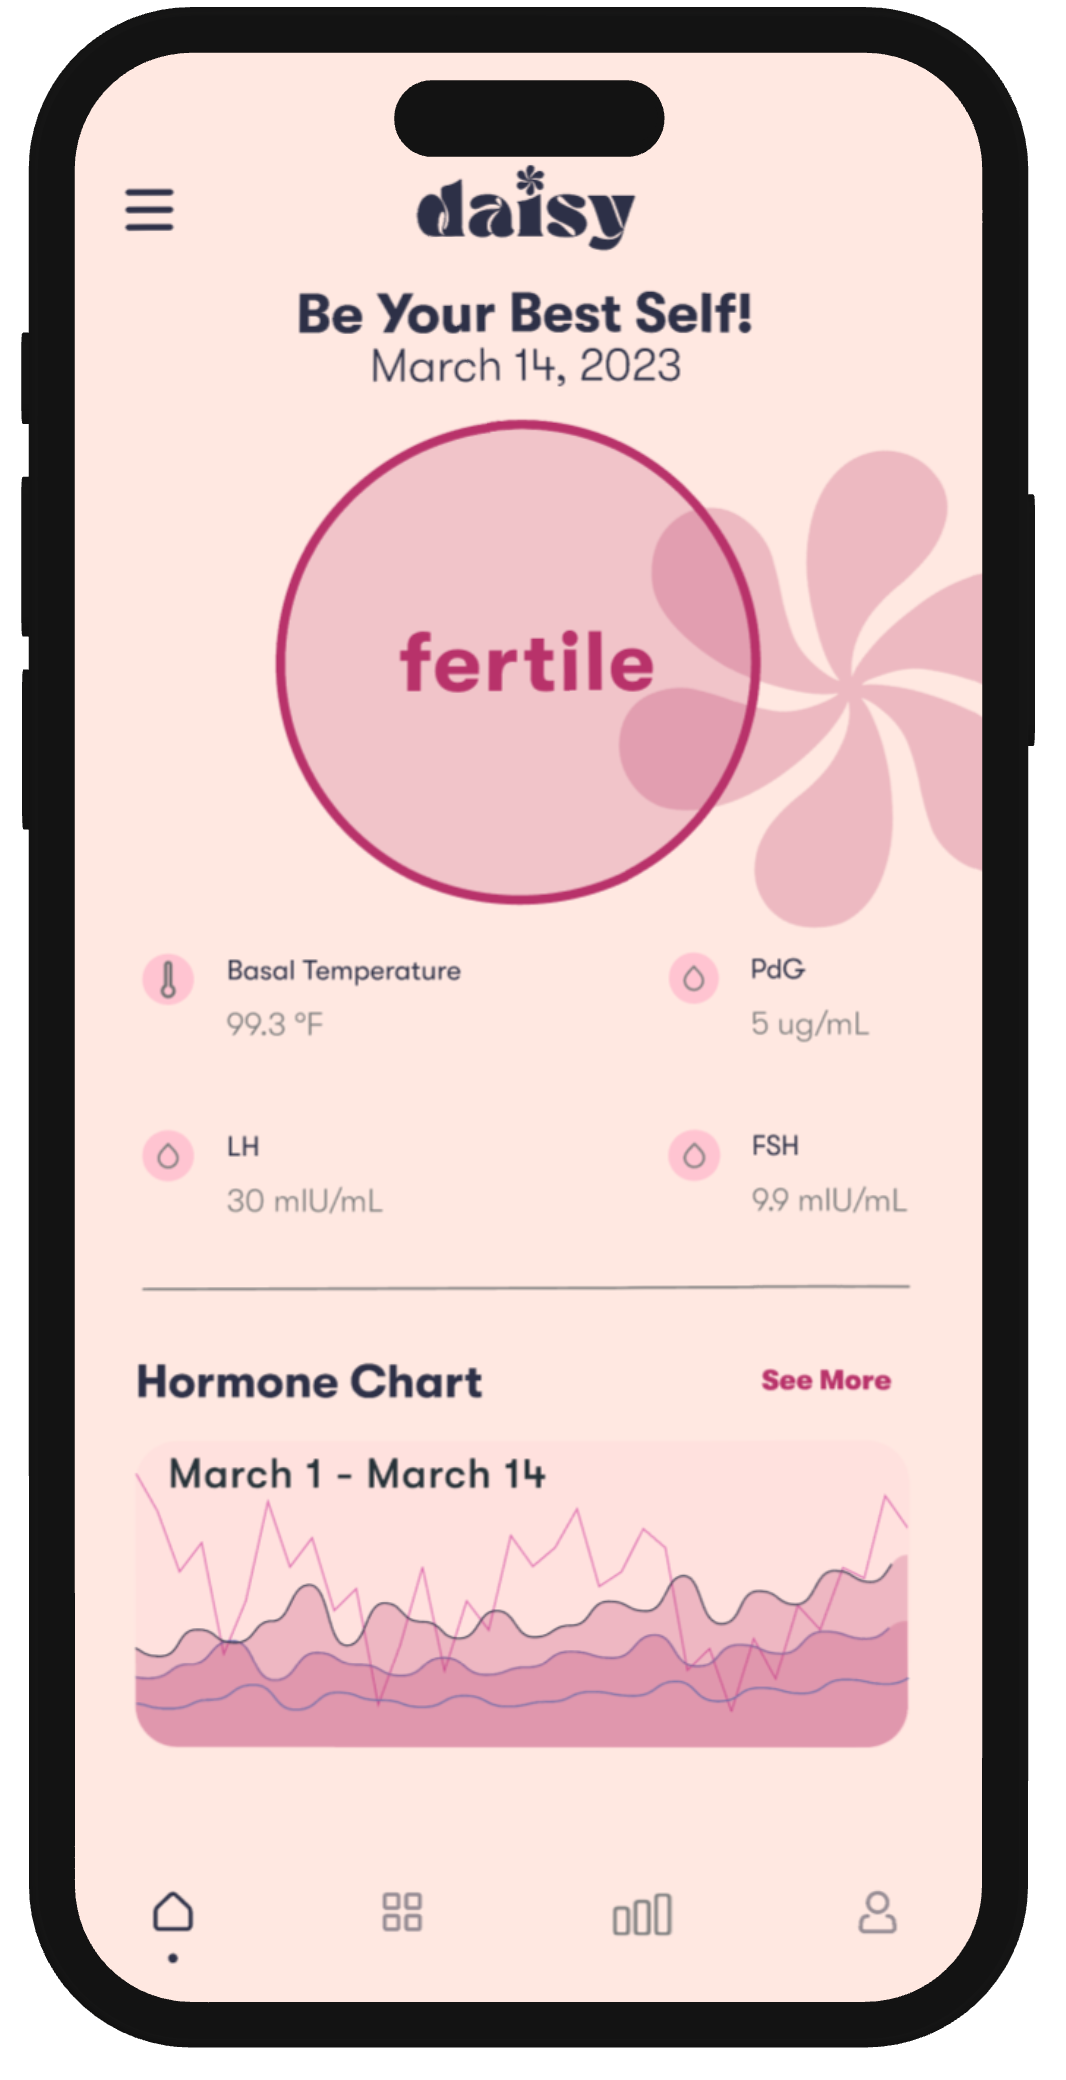 daisy
Be Your Best Self!
March 14, 2023
fertile
Basal Temperature
99.3 °F
PdG
5 ug/mL
LH
30 mIU/mL
FSH
9.9 mIU/mL
Hormone Chart
See More
March 1 - March 14